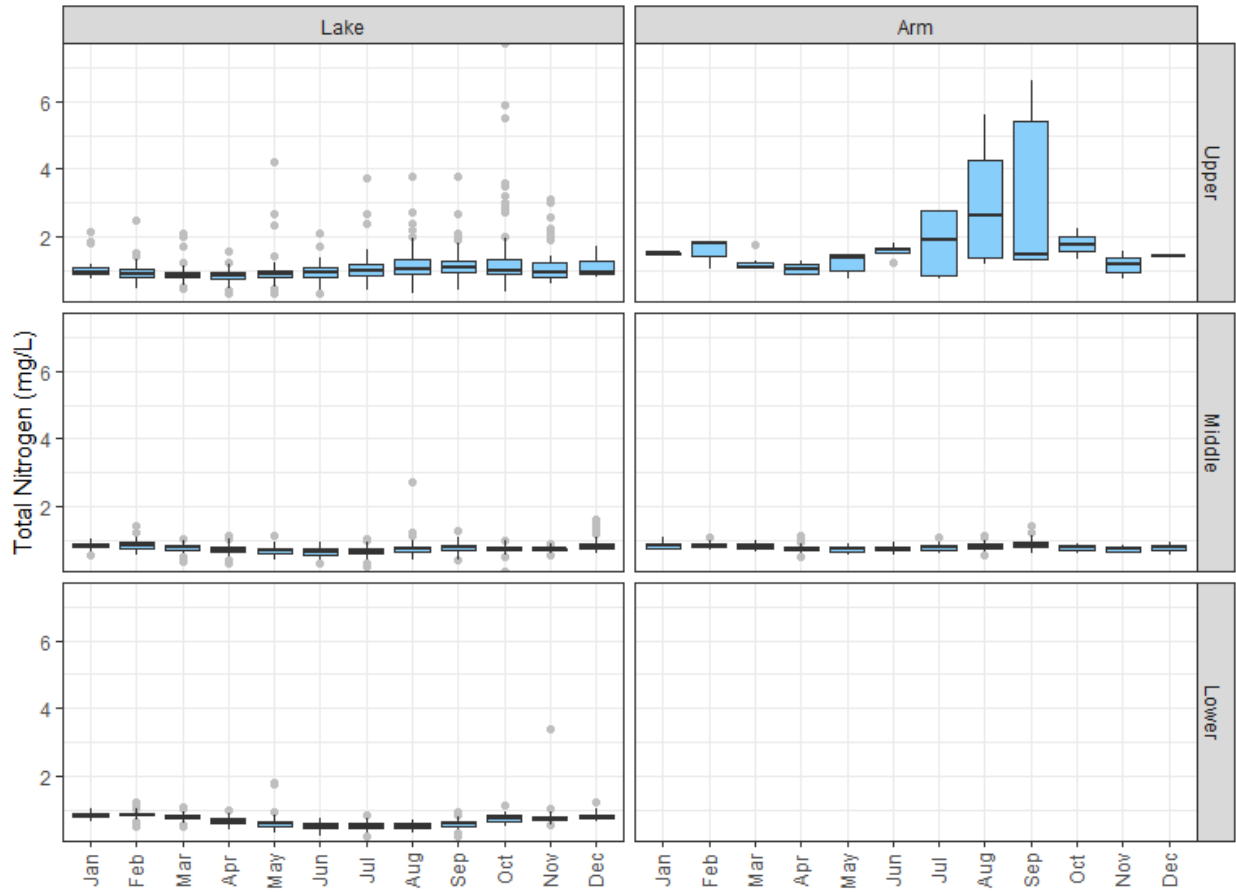 Lake Arm
Total Nitrogen (mg/L)
6
4
2
Upper
6
4
2
Middle
6
4
2
Lower
Jan Feb Mar Apr May Jun Jul Aug Sep Oct Nov Dec Jan Feb Mar Apr May Jun Jul Aug Sep Oct Nov Dec